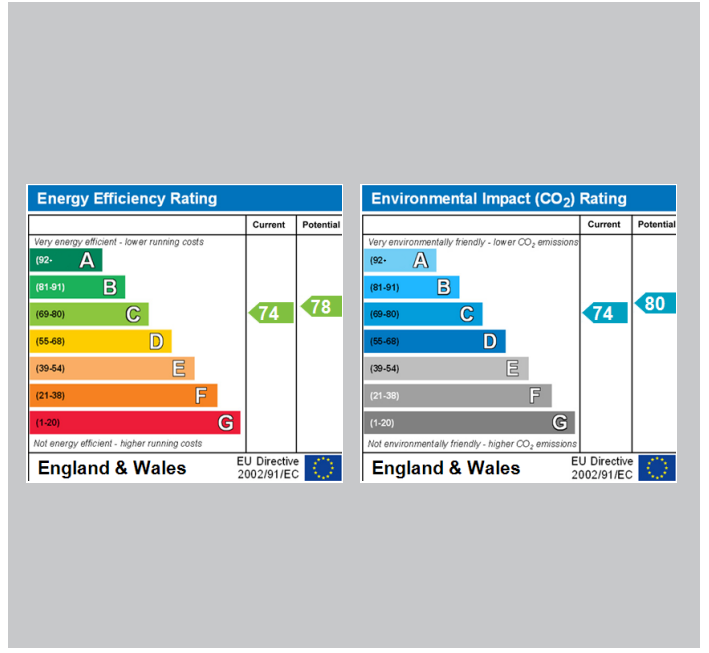 Energy Efficiency Rating
Current Potential
Very energy efficient - lower running costs
(92- A
(81-91) B
(69-80) C
74 78
(55-68) D
(39-54) E
(21-38) F
(1-20) G
Not energy efficient - higher running costs
England & Wales
EU Directive
2002/91/EC
Environmental Impact (CO2) Rating
Current Potential
Very environmentally friendly - lower CO2 emissions
(92- A
(81-91) B
(69-80) C
74 80
(55-68) D
(39-54) E
(21-38) F
(1-20) G
Not environmentally friendly - higher CO2 emissions
England & Wales
EU Directive
2002/91/EC